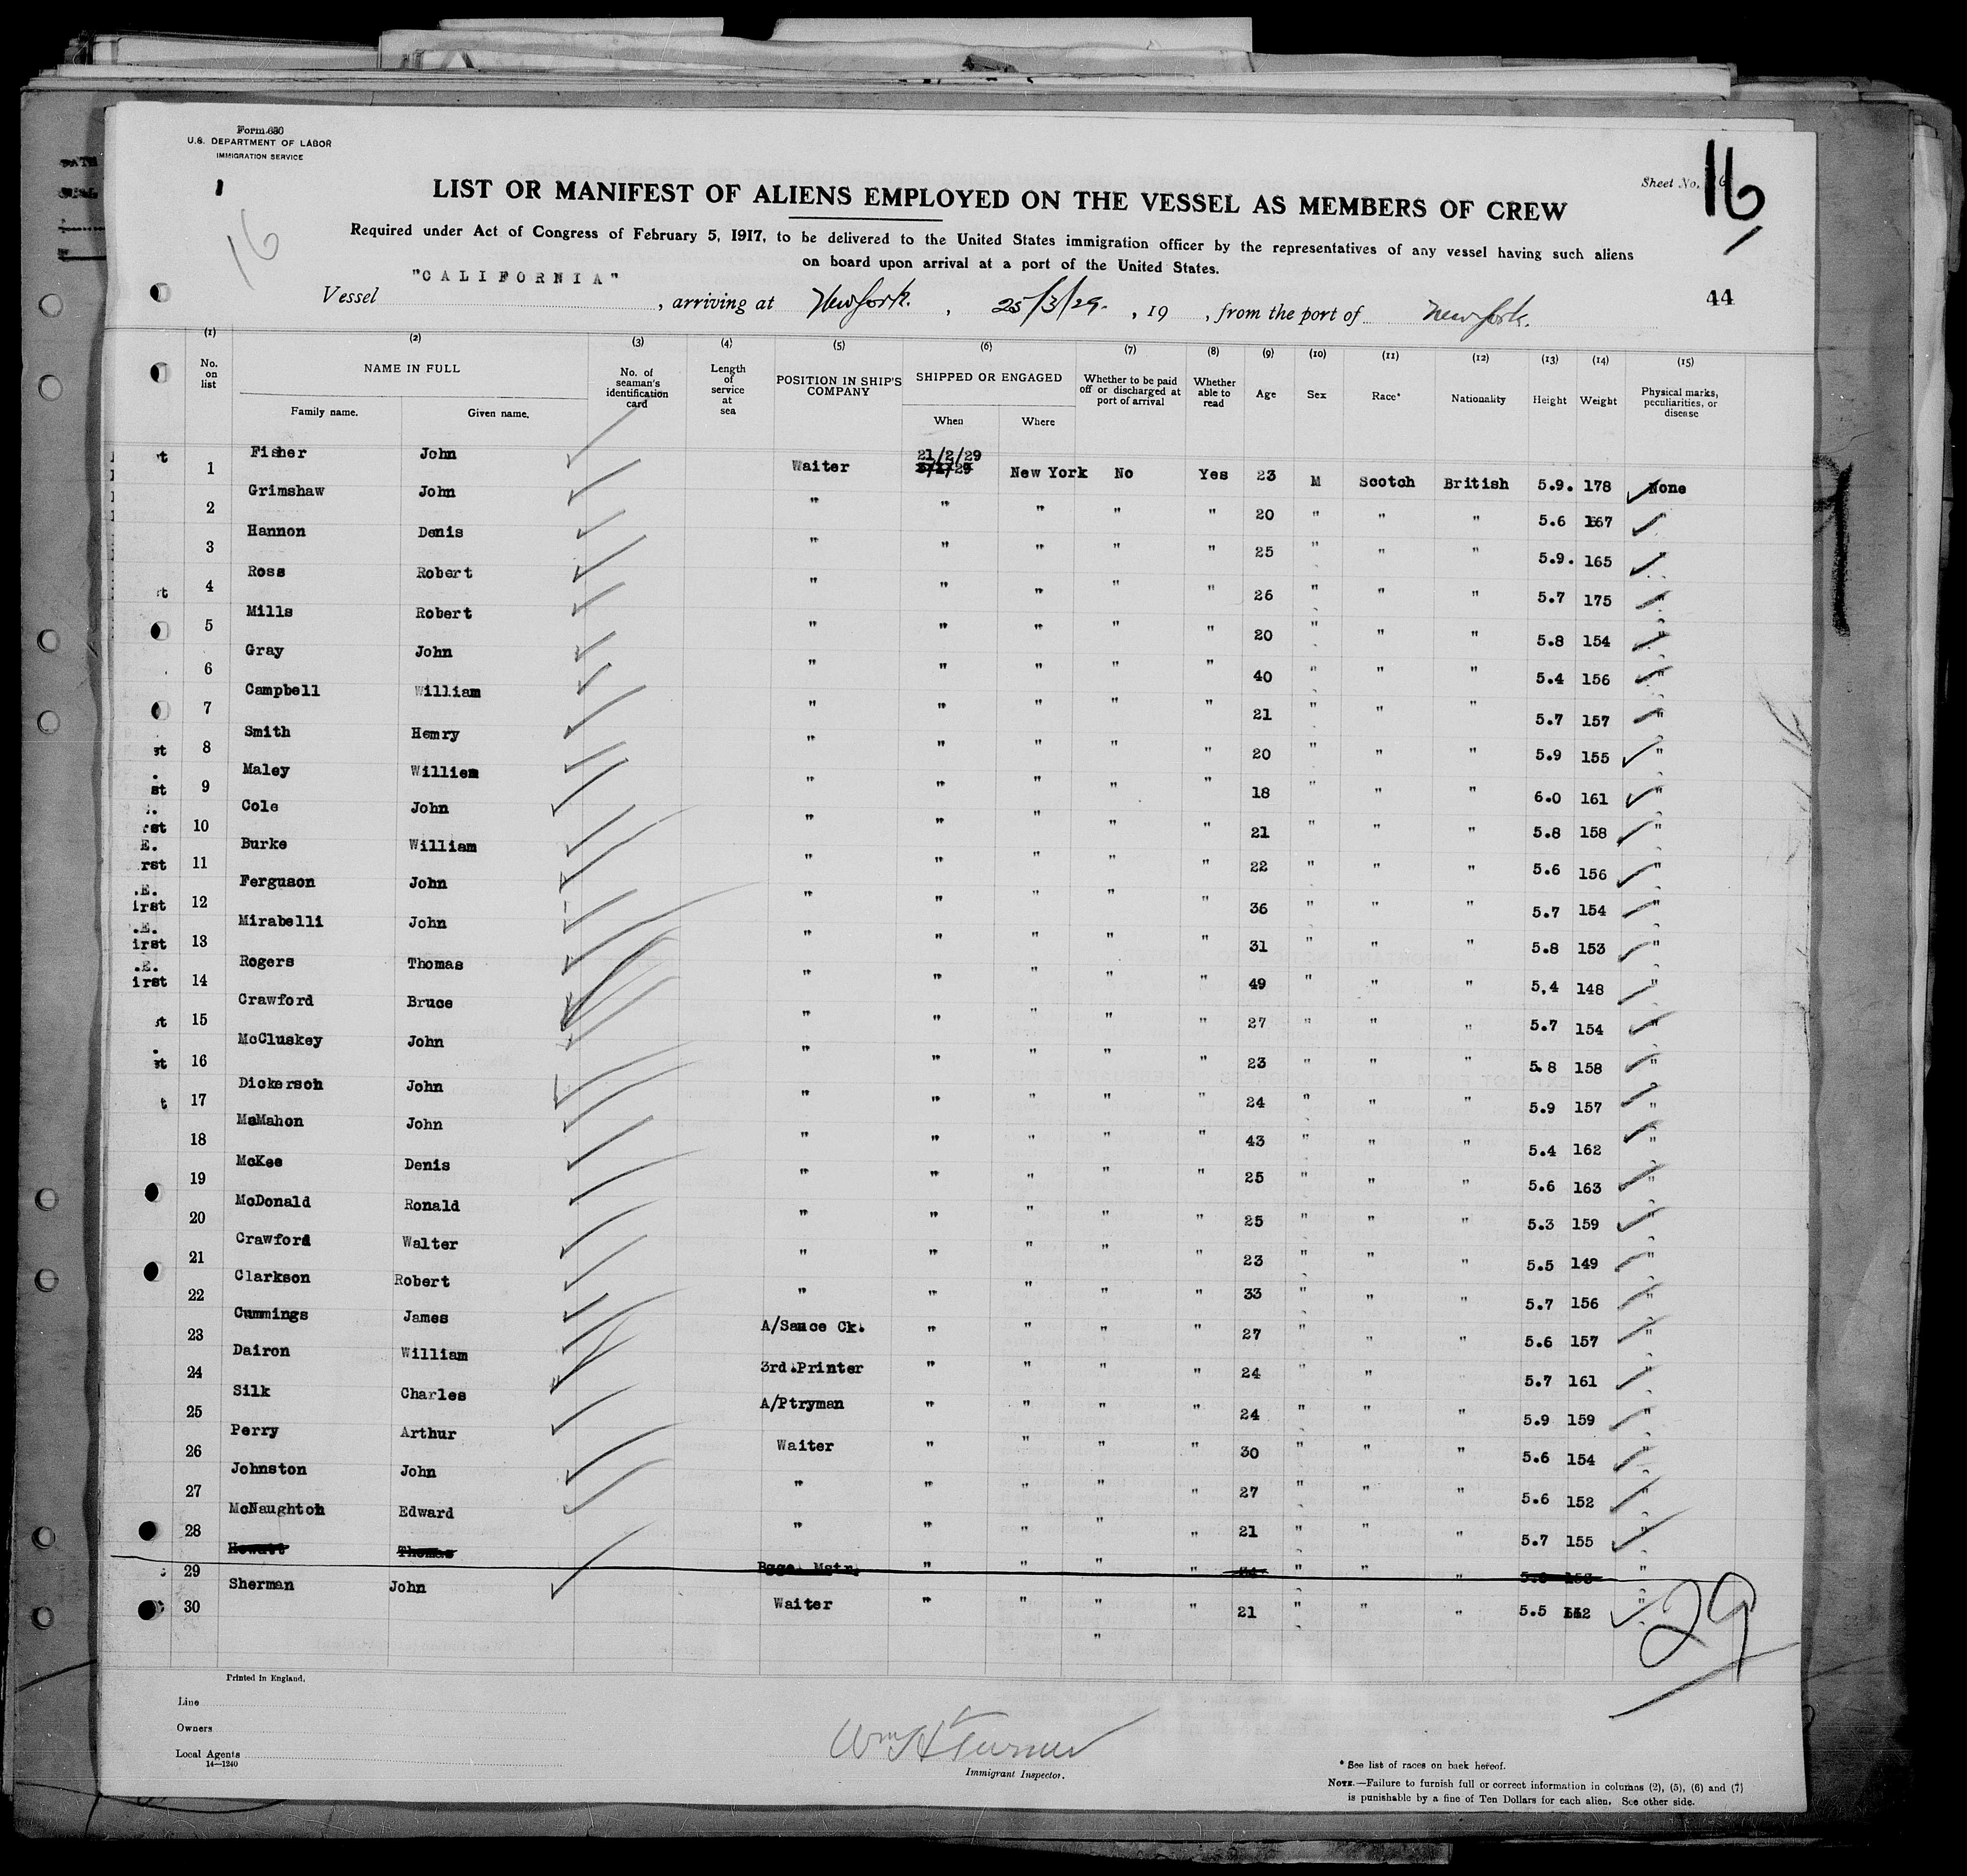 Form 630
U.S. DEPARTMENT OF LABOR
IMMIGRATION SERVICE
Sheet No. 16
16
LIST OR MANIFEST OF ALIENS EMPLOYED ON THE VESSEL AS MEMBERS OF CREW
Required under Act of Congress of February 5, 1917, to be delivered to the United States immigration officer by the representatives of any vessel having such aliens
on board upon arrival at a port of the United States.
44
Vessel "CALIFORNIA", arriving at New York, 25/3/29, 19 , from the port of New York.
(1) (2) (3) (4) (5) (6) (7) (8) (9) (10) (11) (12) (13) (14) (15)
No. on list NAME IN FULL No. of seaman's identification card Length of service at sea POSITION IN SHIP'S COMPANY SHIPPED OR ENGAGED Whether to be paid off or discharged at port of arrival Whether able to read Age Sex Race* Nationality Height Weight Physical marks, peculiarities, or disease
Family name. Given name. When Where
1 Fisher John Waiter 21/2/29 New York No Yes 23 M Scotch British 5.9. 178 None
2 Grimshaw John " " " " " 20 " " " 5.6 167
3 Hannon Denis " " " " " 25 " " " 5.9. 165
4 Ross Robert " " " " " 26 " " " 5.7 175 "
5 Mills Robert " " " " " 20 " " " 5.8 154 "
6 Gray John " " " " " 40 " " " 5.4 156 "
7 Campbell William " " " " " 21 " " " 5.7 157 "
8 Smith Henry " " " " " 20 " " " 5.9 155 "
9 Maley William " " " " " 18 " " " 6.0 161 "
10 Cole John " " " " " 21 " " " 5.8 158 "
11 Burke William " " " " " 22 " " " 5.6 156 "
12 Ferguson John " " " " " 36 " " " 5.7 154 "
13 Mirabelli John " " " " " 31 " " " 5.8 153 "
14 Rogers Thomas " " " " " 49 " " " 5,4 148 "
15 Crawford Bruce " " " " " 27 " " " 5.7 154 "
16 McCluskey John " " " " " 23 " " " 5.8 158 "
17 Dickerson John " " " " " 24 " " " 5.9 157 "
18 McMahon John " " " " " 43 " " " 5.4 162 "
19 McKee Denis " " " " " 25 " " " 5.6 163 "
20 McDonald Ronald " " " " " 25 " " " 5.3 159 "
21 Crawford Walter " " " " " 23 " " " 5.5 149 "
22 Clarkson Robert " " " " " 33 " " " 5.7 156 "
23 Cummings James A/Sauce Ck. " " " " 27 " " " 5.6 157 "
24 Dairon William 3rd.Printer " " " " 24 " " " 5.7 161 "
25 Silk Charles A/Ptryman " " " " 24 " " " 5.9 159 "
26 Perry Arthur Waiter " " " " 30 " " " 5.6 154 "
27 Johnston John " " " " " 27 " " " 5.6 152 "
28 McNaughton Edward " " " " " 21 " " " 5.7 155 "
29 Thomas Bgge. Mstr. " " " " " " " "
30 Sherman John Waiter " " " " 21 " " " 5.5 "
29
Printed in England.
Line
Owners
Local Agents
14—1240
Wm H Turner
Immigrant Inspector.
* See list of races on back hereof.
NOTE.—Failure to furnish full or correct information in columns (2), (5), (6) and (7)
is punishable by a fine of Ten Dollars for each alien. See other side.